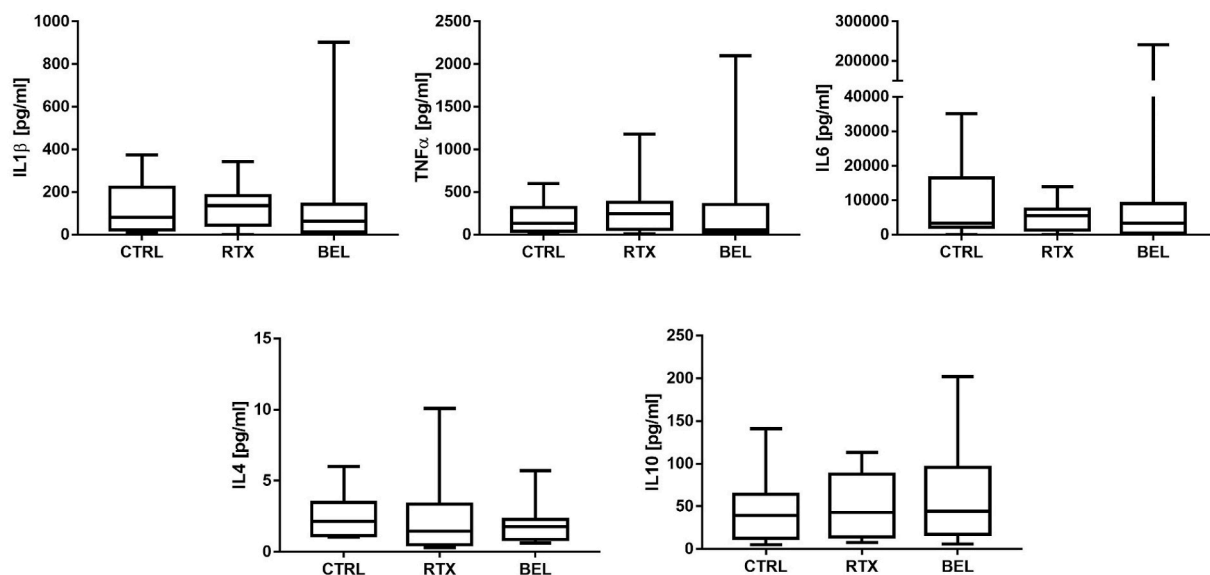 IL1β [pg/ml]
1000
800
600
400
200
0
CTRL RTX BEL
TNFα [pg/ml]
2500
2000
1500
1000
500
0
CTRL RTX BEL
IL6 [pg/ml]
300000
200000
40000
30000
20000
10000
0
CTRL RTX BEL
IL4 [pg/ml]
15
10
5
0
CTRL RTX BEL
IL10 [pg/ml]
250
200
150
100
50
0
CTRL RTX BEL